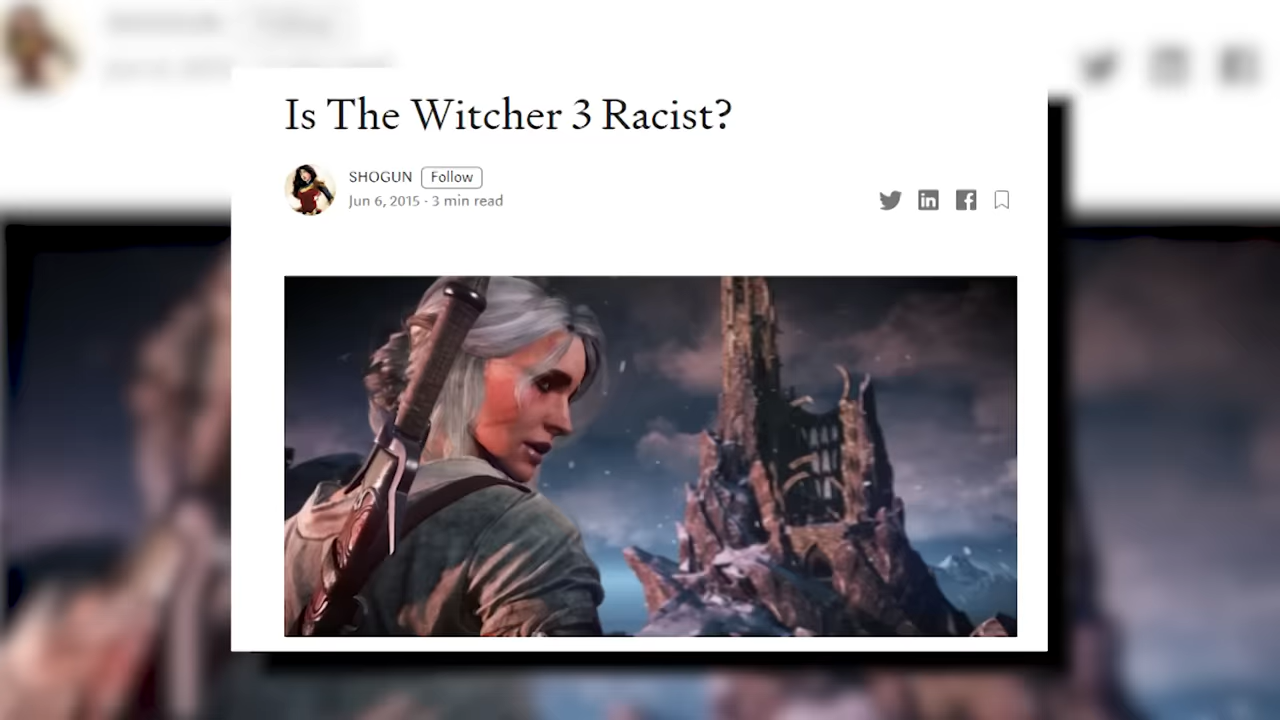 Is The Witcher 3 Racist?
SHOGUN Follow
Jun 6, 2015 · 3 min read